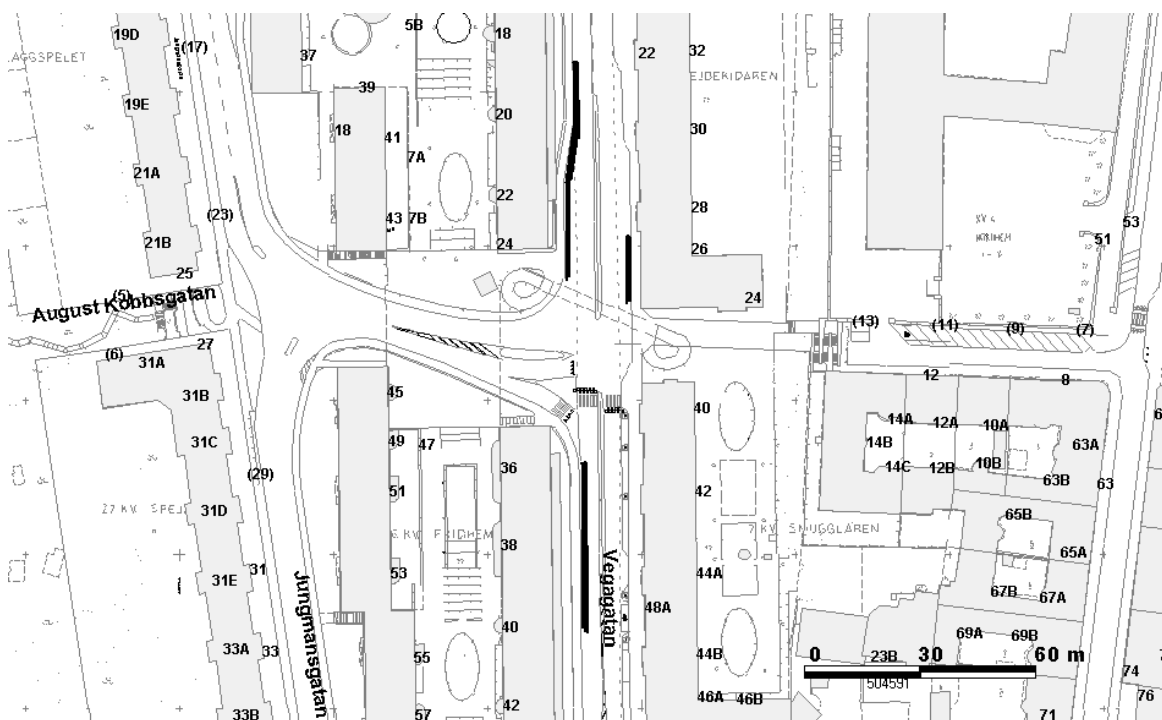 19D
(17)
37
5B
18
22
32
39
19E
18
41
20
30
7A
21A
22
28
(23)
43
7B
53
21B
24
26
51
25
(5)
August Kobbsgatan
24
(13)
(11)
(9)
(7)
(6)
31A
27
12
8
31B
45
40
14A
12A
10A
31C
49
47
14B
63A
36
14C
12B
10B
63B
(29)
51
42
63
31D
65B
38
65A
31
53
44A
31E
67B
67A
Jungmansgatan
Vegagatan
48A
40
69A
69B
33A
33
55
44B
23B
0
30
60 m
504591
74
46A
46B
76
33B
57
42
71